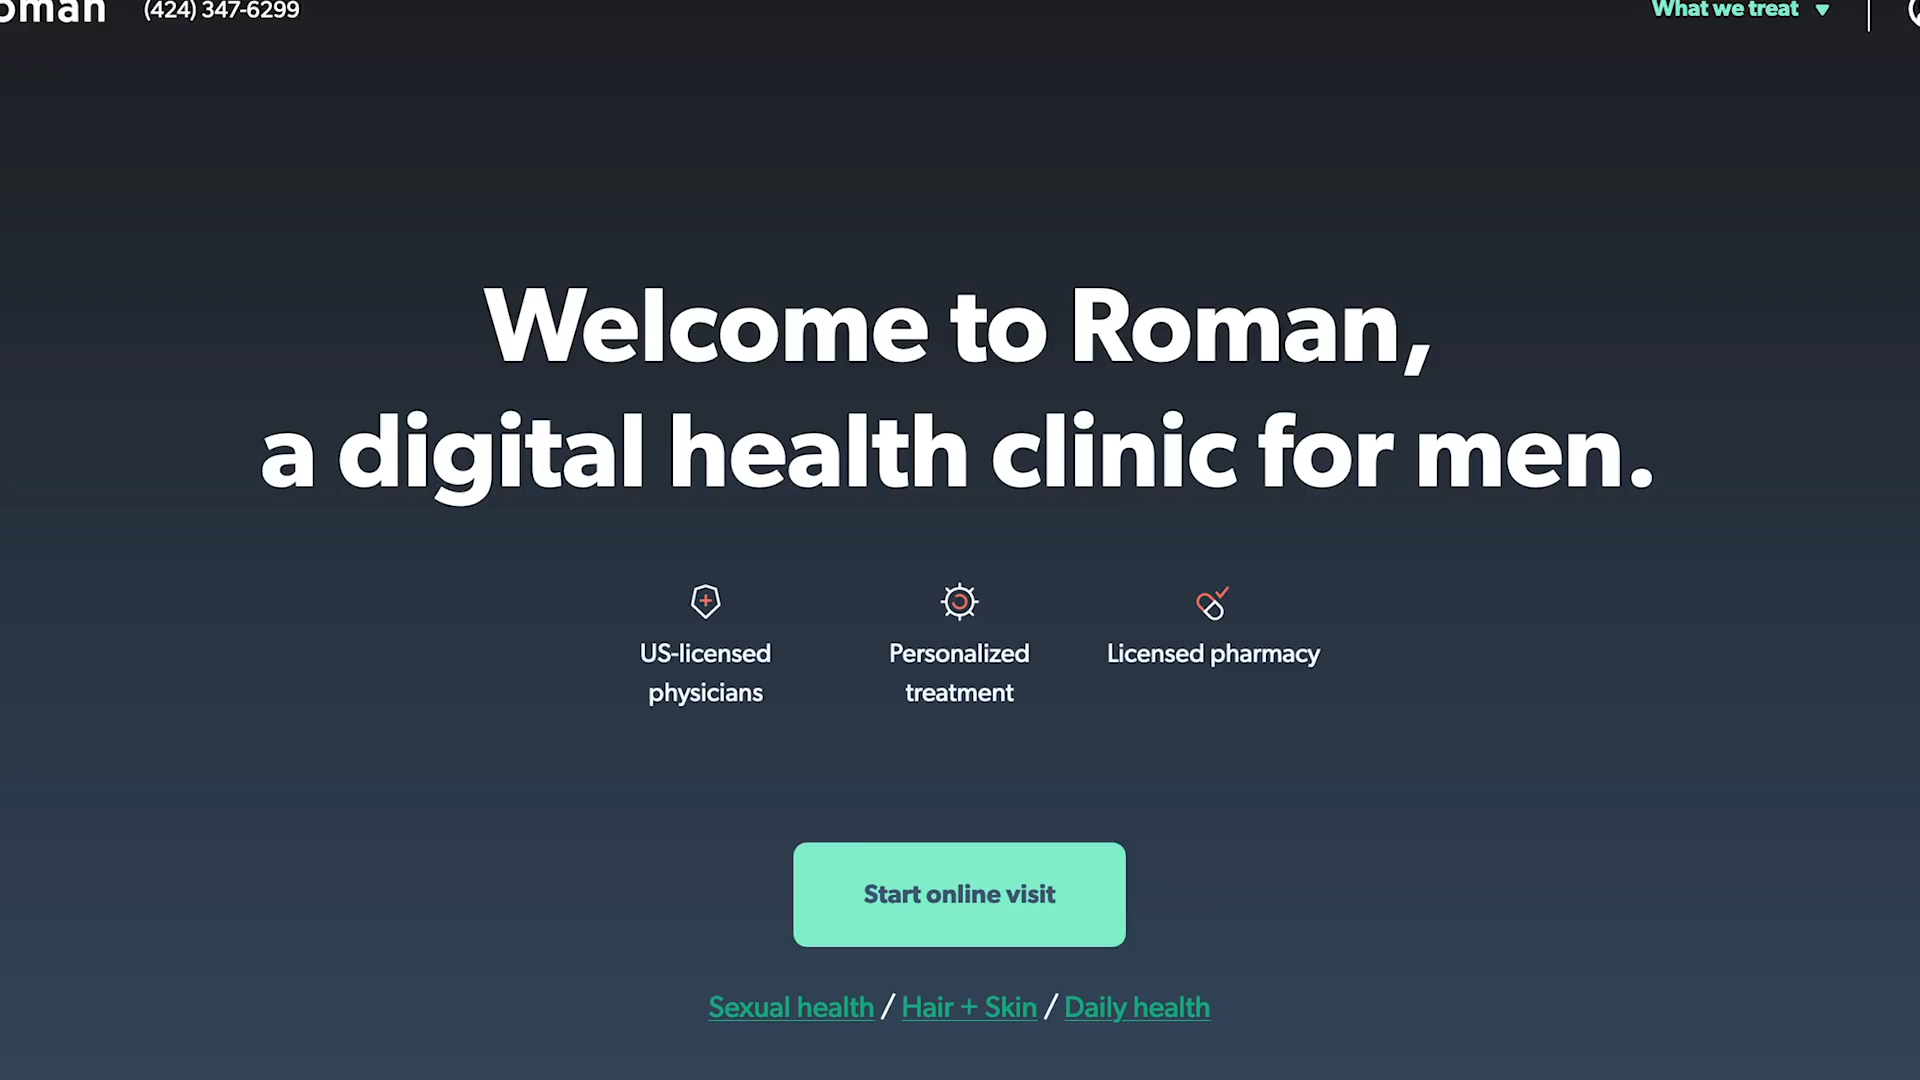 oman
(424) 347-6299
What we treat
Welcome to Roman,
a digital health clinic for men.
US-licensed
physicians
Personalized
treatment
Licensed pharmacy
Start online visit
Sexual health / Hair + Skin / Daily health